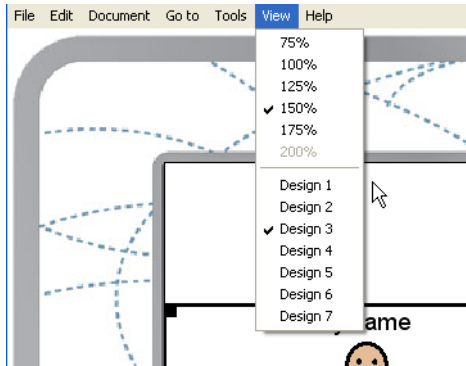 File Edit Document Go to Tools View Help
75%
100%
125%
150%
175%
200%
Design 1
Design 2
Design 3
Design 4
Design 5
Design 6
Design 7